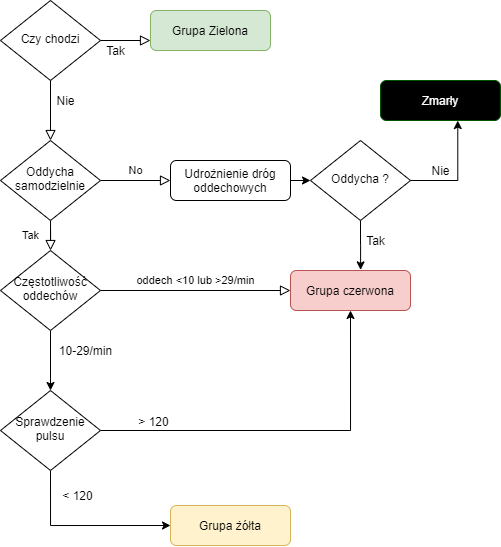 Czy chodzi
Tak
Grupa Zielona
Nie
Zmarły
Oddycha
samodzielnie
No
Udrożnienie dróg
oddechowych
Oddycha ?
Nie
Tak
Tak
Częstotliwość
oddechów
oddech <10 lub >29/min
Grupa czerwona
10-29/min
Sprawdzenie
pulsu
> 120
< 120
Grupa żółta